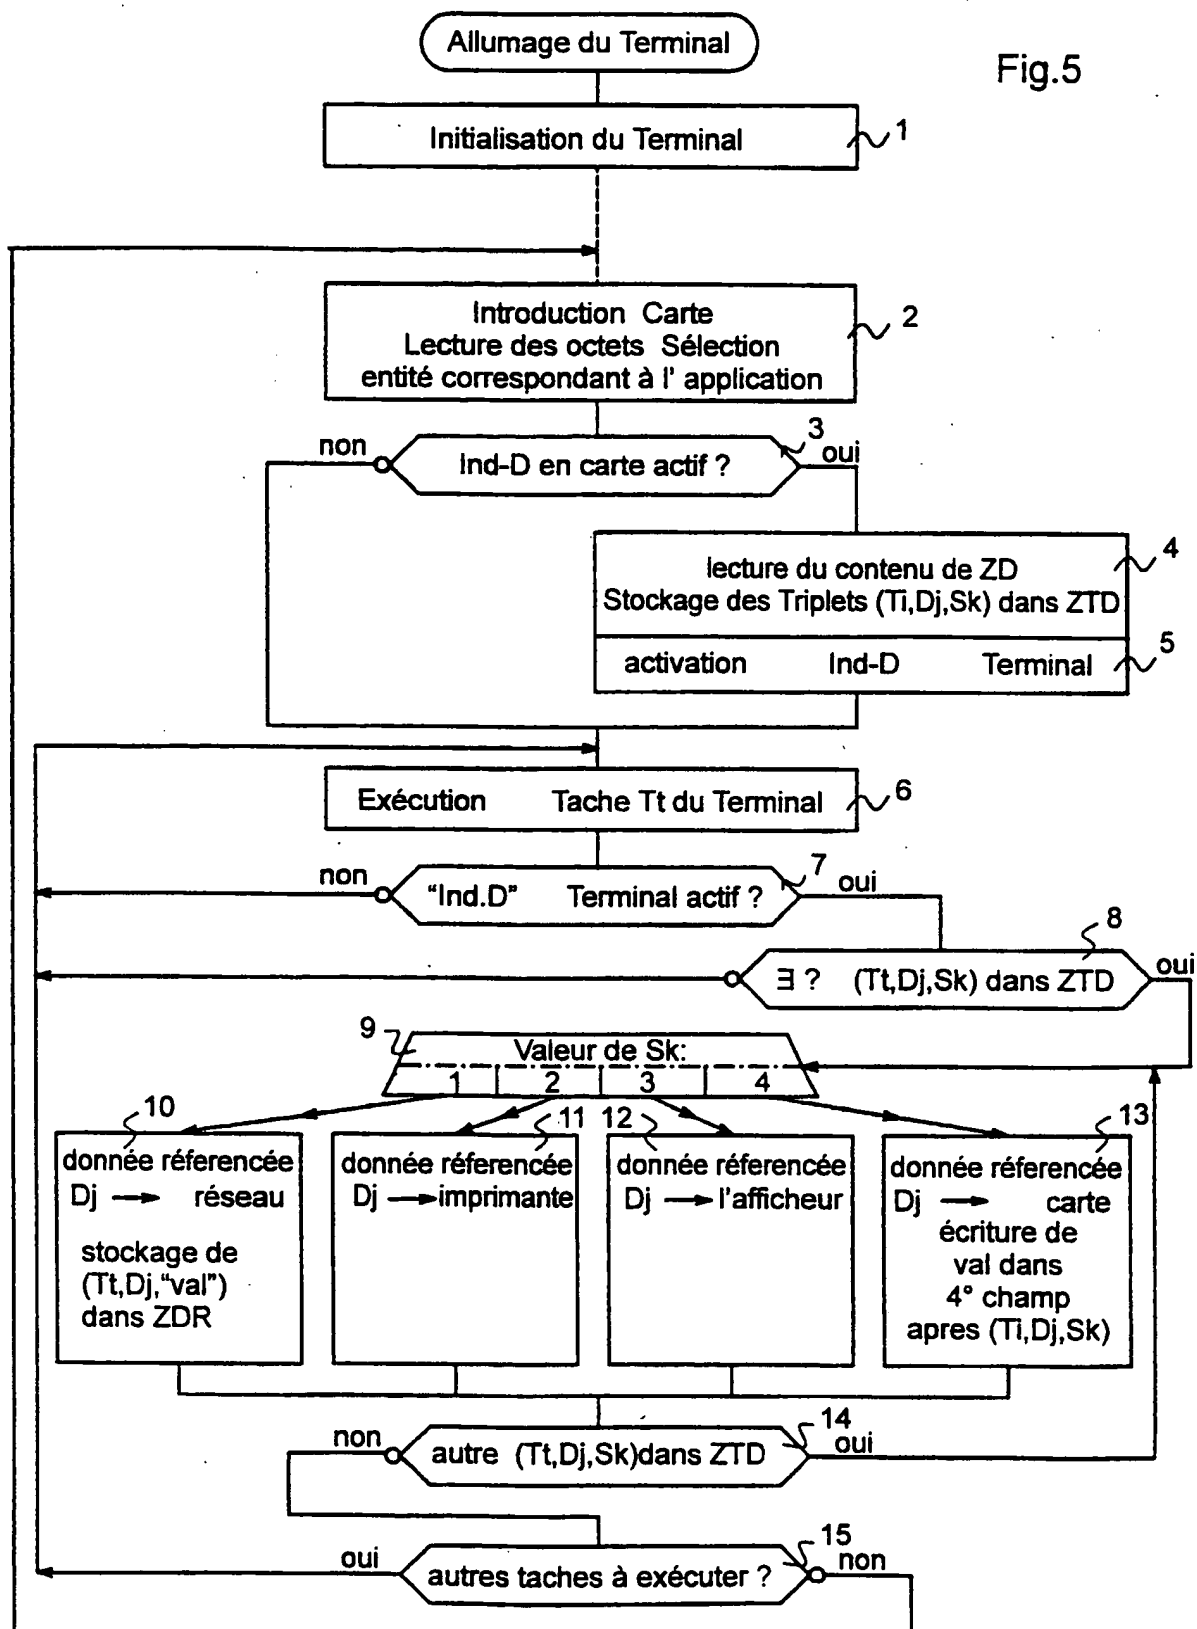 Allumage du Terminal
Fig.5
Initialisation du Terminal
1
Introduction Carte
Lecture des octets Sélection
entité correspondant à l' application
2
non
Ind-D en carte actif ?
3
oui
lecture du contenu de ZD
Stockage des Triplets (Ti,Dj,Sk) dans ZTD
4
activation Ind-D Terminal
5
Exécution Tache Tt du Terminal
6
non
"Ind.D" Terminal actif ?
7
oui
8
∃ ? (Tt,Dj,Sk) dans ZTD
oui
9
Valeur de Sk:
1 2 3 4
10
donnée réferencée
Dj → réseau
stockage de
(Tt,Dj,"val")
dans ZDR
11
donnée réferencée
Dj → imprimante
12
donnée réferencée
Dj → l'afficheur
13
donnée réferencée
Dj → carte
écriture de
val dans
4° champ
apres (Ti,Dj,Sk)
non
autre (Tt,Dj,Sk)dans ZTD
14
oui
oui
autres taches à exécuter ?
15
non